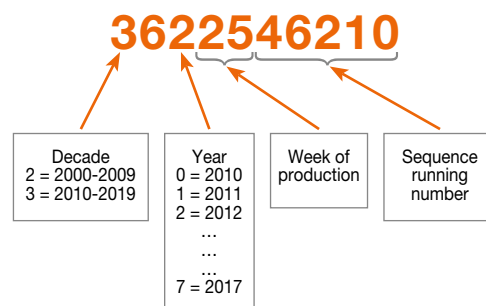 3622546210
Decade
2 = 2000-2009
3 = 2010-2019
Year
0 = 2010
1 = 2011
2 = 2012
...
...
...
7 = 2017
Week of
production
Sequence
running
number